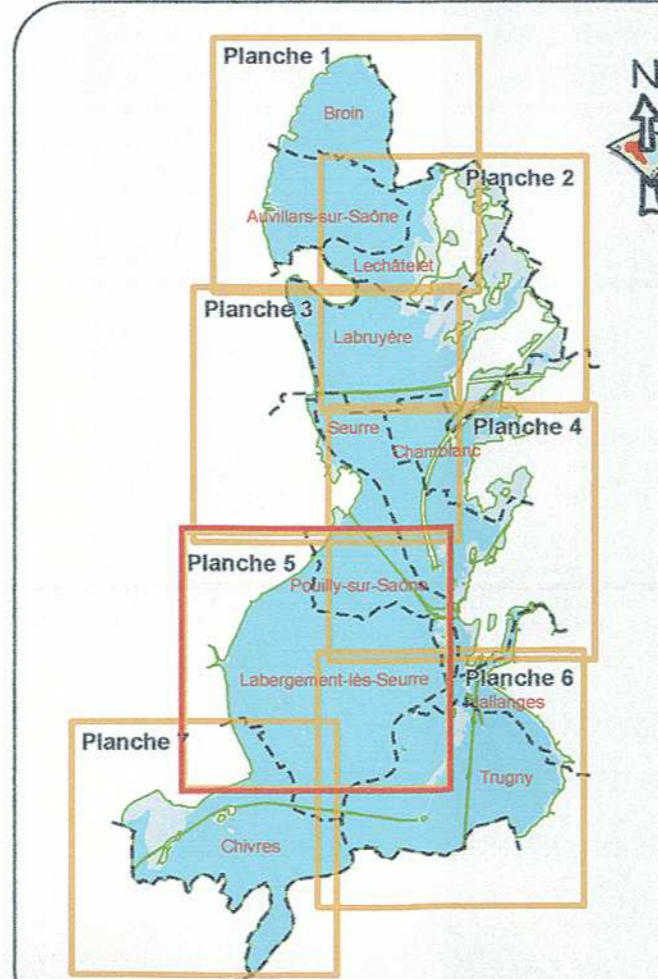 Planche 1
N
Broin
Planche 2
Auvillars-sur-Saône
Lechâtelet
Planche 3
Labruyère
Seurre
Planche 4
Chamblanc
Planche 5
Pouilly-sur-Saône
Labergement-lès-Seurre
Planche 6
Planche 7
Trugny
Chivres